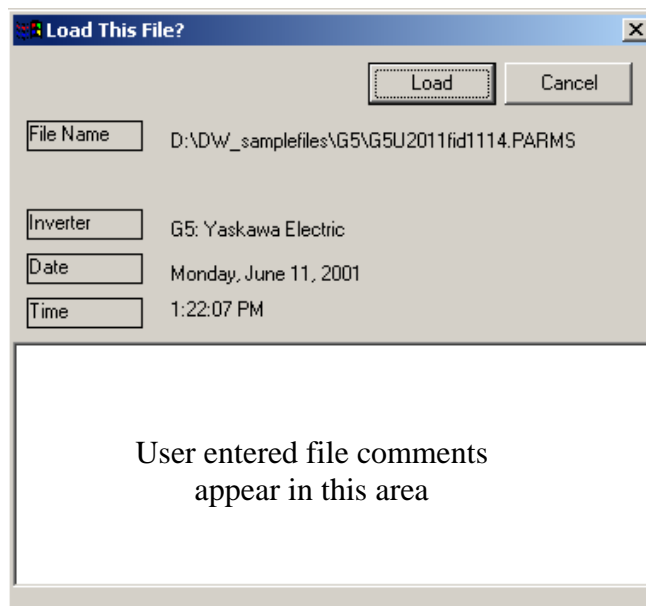 Load This File?
Load Cancel
File Name D:\DW_samplefiles\G5\G5U2011fid1114.PARMS
Inverter G5: Yaskawa Electric
Date Monday, June 11, 2001
Time 1:22:07 PM
User entered file comments
appear in this area